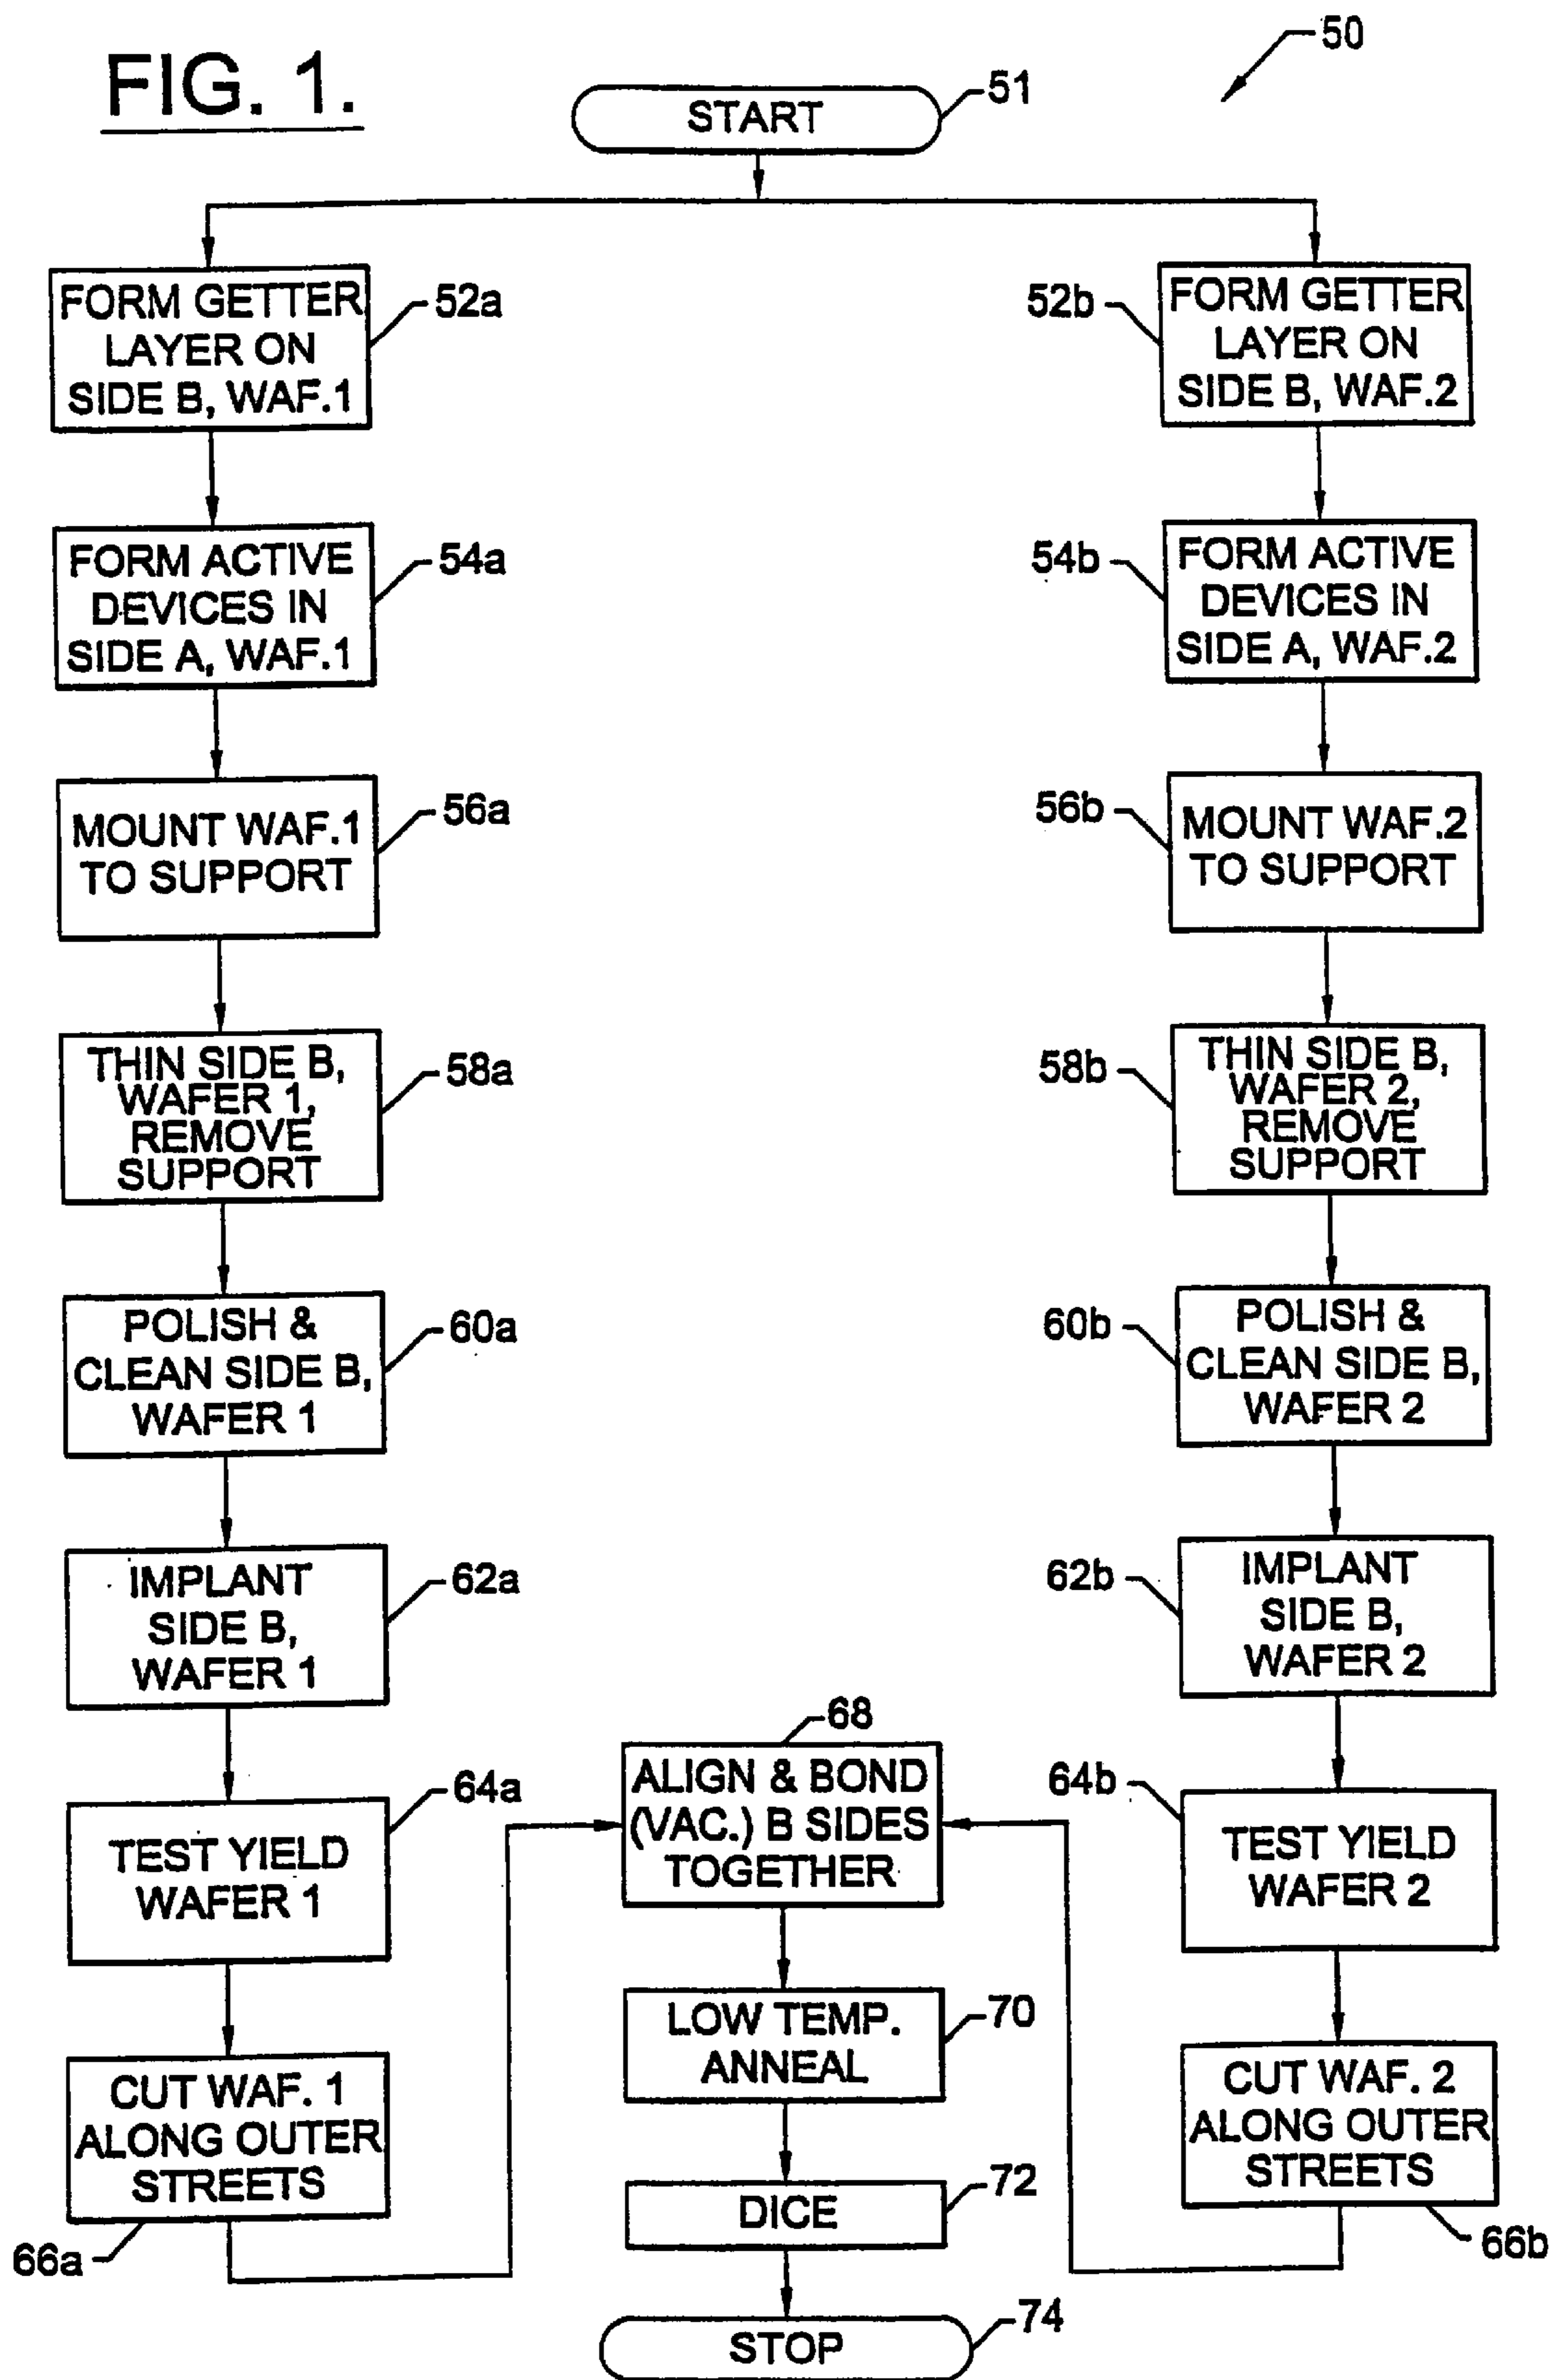 FIG. 1.
50
START
51
FORM GETTER
LAYER ON
SIDE B, WAF.1
52a
52b
FORM GETTER
LAYER ON
SIDE B, WAF.2
FORM ACTIVE
DEVICES IN
SIDE A, WAF.1
54a
54b
FORM ACTIVE
DEVICES IN
SIDE A, WAF.2
MOUNT WAF.1
TO SUPPORT
56a
56b
MOUNT WAF.2
TO SUPPORT
THIN SIDE B,
WAFER 1,
REMOVE
SUPPORT
58a
58b
THIN SIDE B,
WAFER 2,
REMOVE
SUPPORT
POLISH &
CLEAN SIDE B,
WAFER 1
60a
60b
POLISH &
CLEAN SIDE B,
WAFER 2
IMPLANT
SIDE B,
WAFER 1
62a
62b
IMPLANT
SIDE B,
WAFER 2
TEST YIELD
WAFER 1
64a
68
ALIGN & BOND
(VAC.) B SIDES
TOGETHER
64b
TEST YIELD
WAFER 2
CUT WAF. 1
ALONG OUTER
STREETS
66a
LOW TEMP.
ANNEAL
70
CUT WAF. 2
ALONG OUTER
STREETS
66b
DICE
72
STOP
74